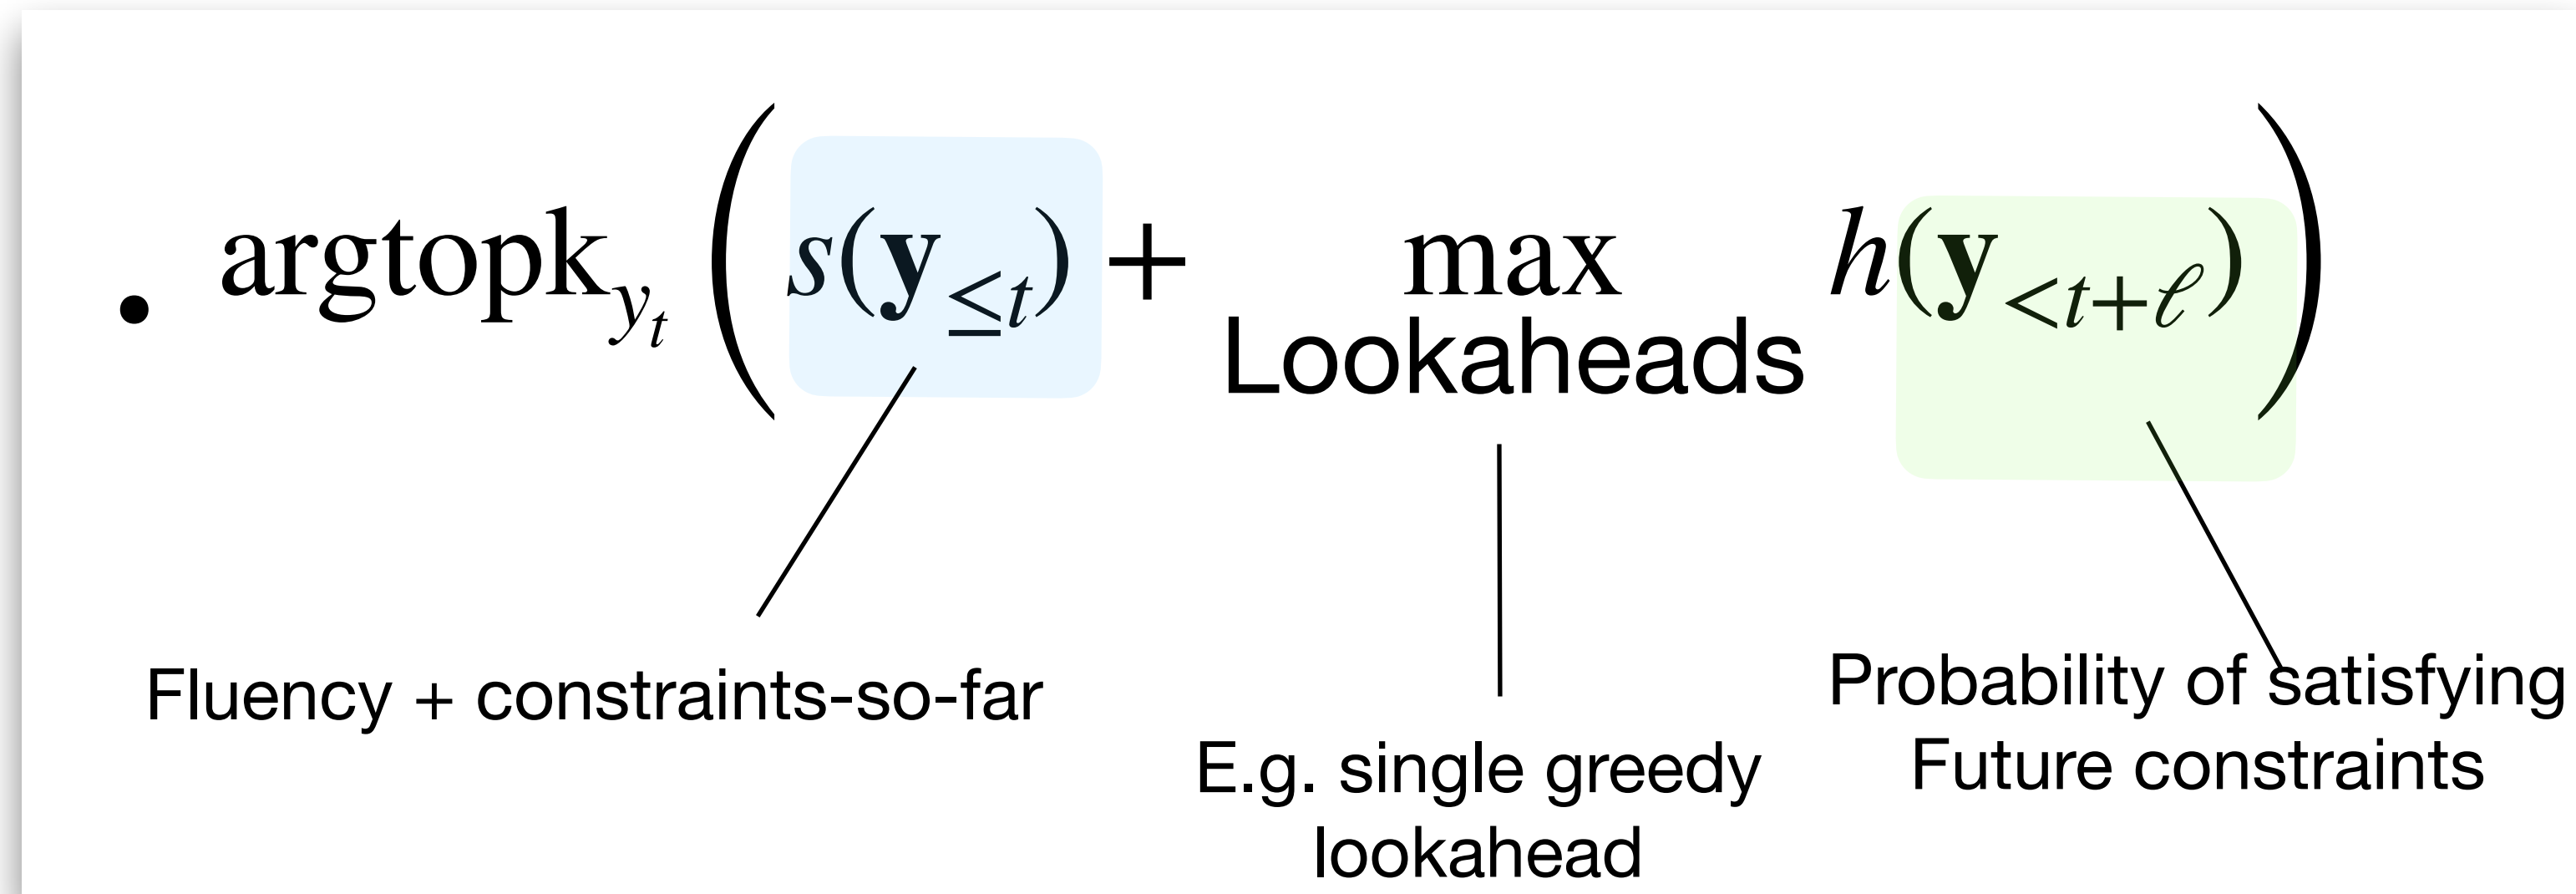 • argtopk_{y_t} ( s(y_{≤t}) + max h(y_{<t+ℓ}) )
Lookaheads
Fluency + constraints-so-far
E.g. single greedy
lookahead
Probability of satisfying
Future constraints